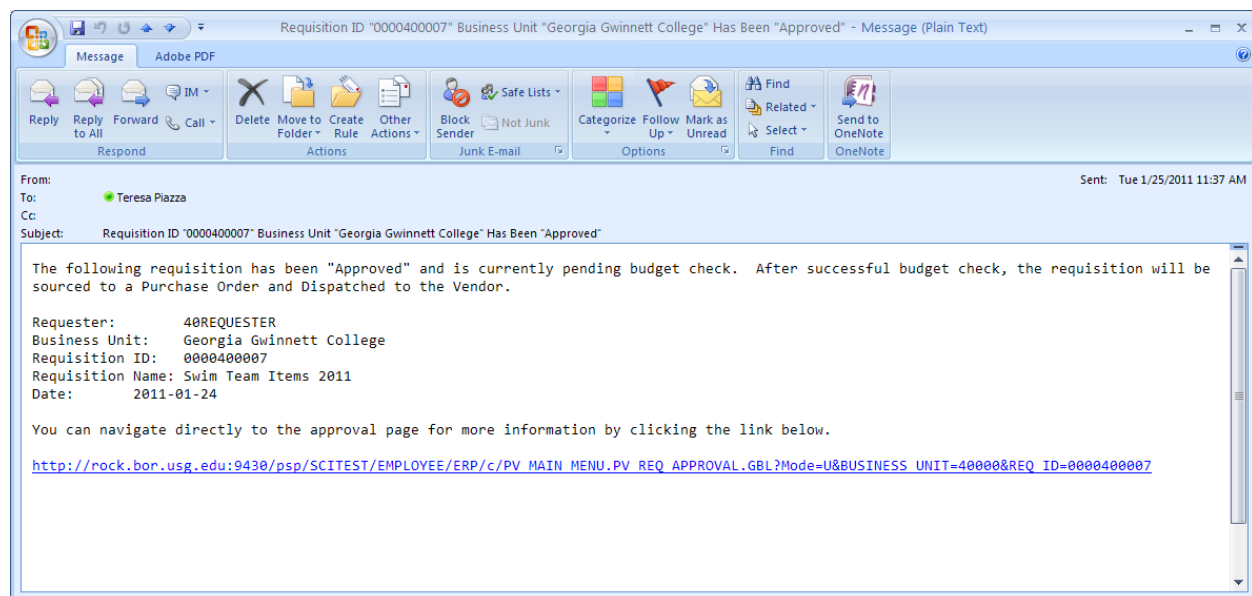 Requisition ID "0000400007" Business Unit "Georgia Gwinnett College" Has Been "Approved" - Message (Plain Text)
Message Adobe PDF
Reply Reply to All Forward IM Call Delete Move to Folder Create Rule Other Actions Block Sender Safe Lists Not Junk Categorize Follow Up Mark as Unread Find Related Select Send to OneNote
Respond Actions Junk E-mail Options Find OneNote
From: Sent: Tue 1/25/2011 11:37 AM
To: Teresa Piazza
Cc:
Subject: Requisition ID "0000400007" Business Unit "Georgia Gwinnett College" Has Been "Approved"
The following requisition has been "Approved" and is currently pending budget check. After successful budget check, the requisition will be
sourced to a Purchase Order and Dispatched to the Vendor.
Requester: 40REQUESTER
Business Unit: Georgia Gwinnett College
Requisition ID: 0000400007
Requisition Name: Swim Team Items 2011
Date: 2011-01-24
You can navigate directly to the approval page for more information by clicking the link below.
http://rock.bor.usg.edu:9430/psp/SCITEST/EMPLOYEE/ERP/c/PV_MAIN_MENU.PV_REQ_APPROVAL.GBL?Mode=U&BUSINESS_UNIT=40000&REQ_ID=0000400007